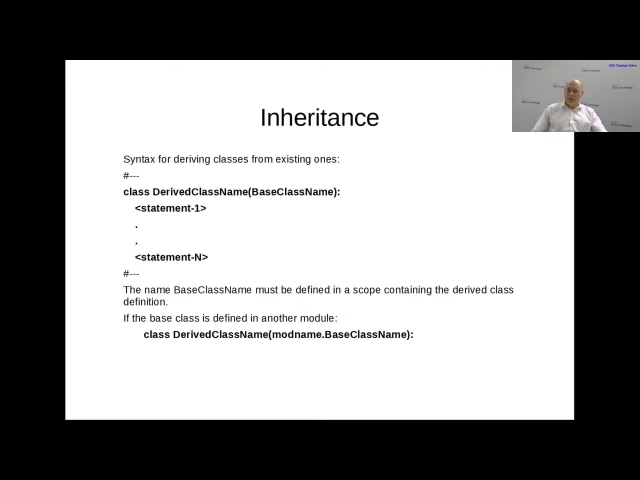 Inheritance
Syntax for deriving classes from existing ones:
#---
class DerivedClassName(BaseClassName):
<statement-1>
.
.
<statement-N>
#---
The name BaseClassName must be defined in a scope containing the derived class
definition.
If the base class is defined in another module:
class DerivedClassName(modname.BaseClassName):